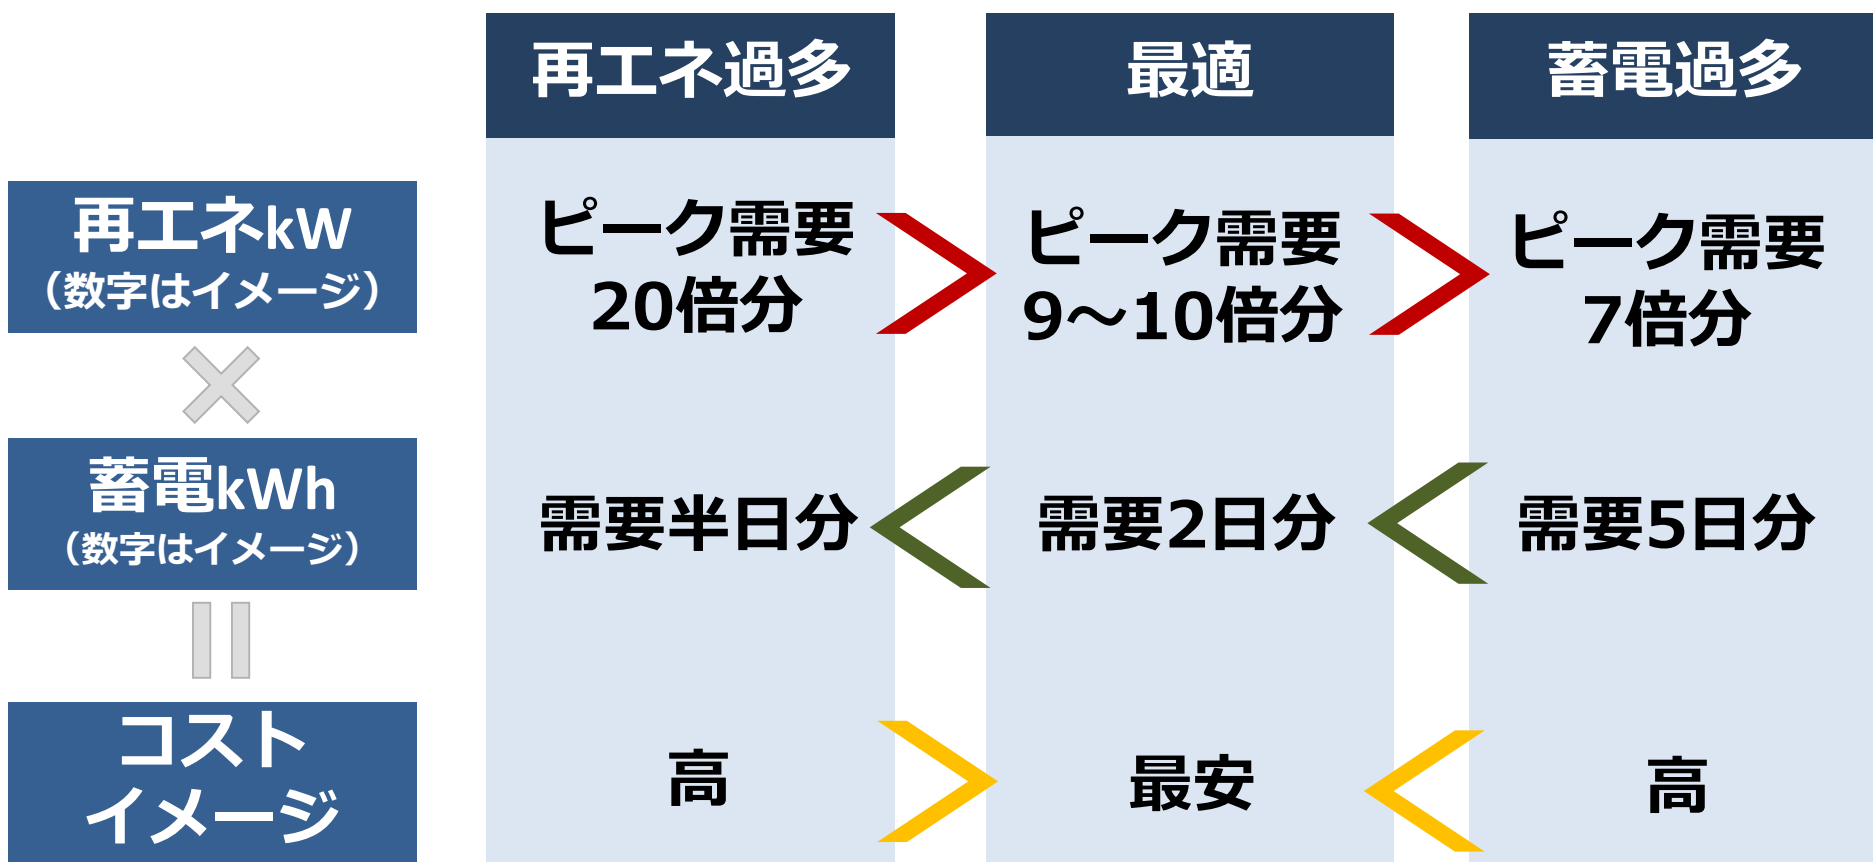 再エネ過多
最適
蓄電過多
再エネkW
（数字はイメージ）
ピーク需要
20倍分
ピーク需要
9～10倍分
ピーク需要
7倍分
蓄電kWh
（数字はイメージ）
需要半日分
需要2日分
需要5日分
コスト
イメージ
高
最安
高